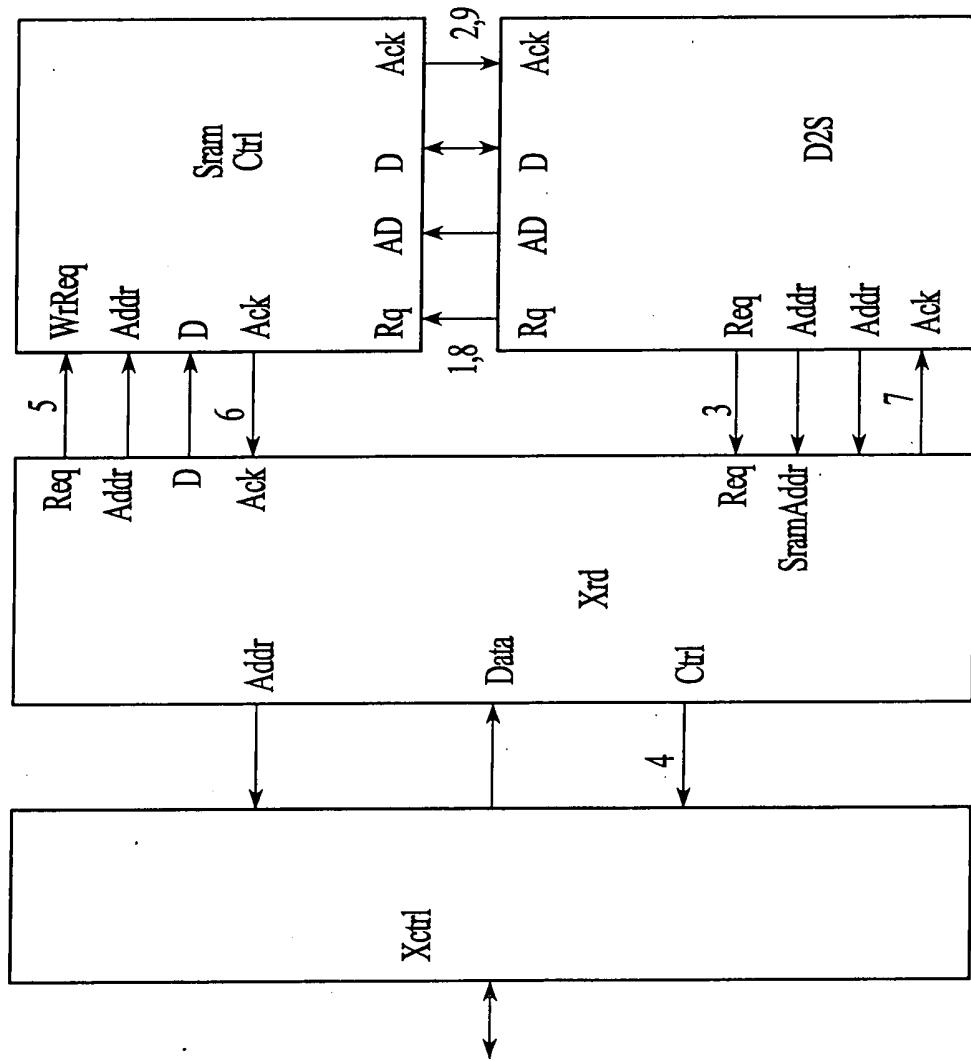 Xctrl
4
Addr
Data
Ctrl
Xrd
Req
Addr
D
Ack
Req
SramAddr
5
6
3
7
WrReq
Addr
D
Ack
Sram
Ctrl
Rq
AD
D
Ack
1,8
2,9
Rq
AD
D
Ack
Req
Addr
Addr
Ack
D2S